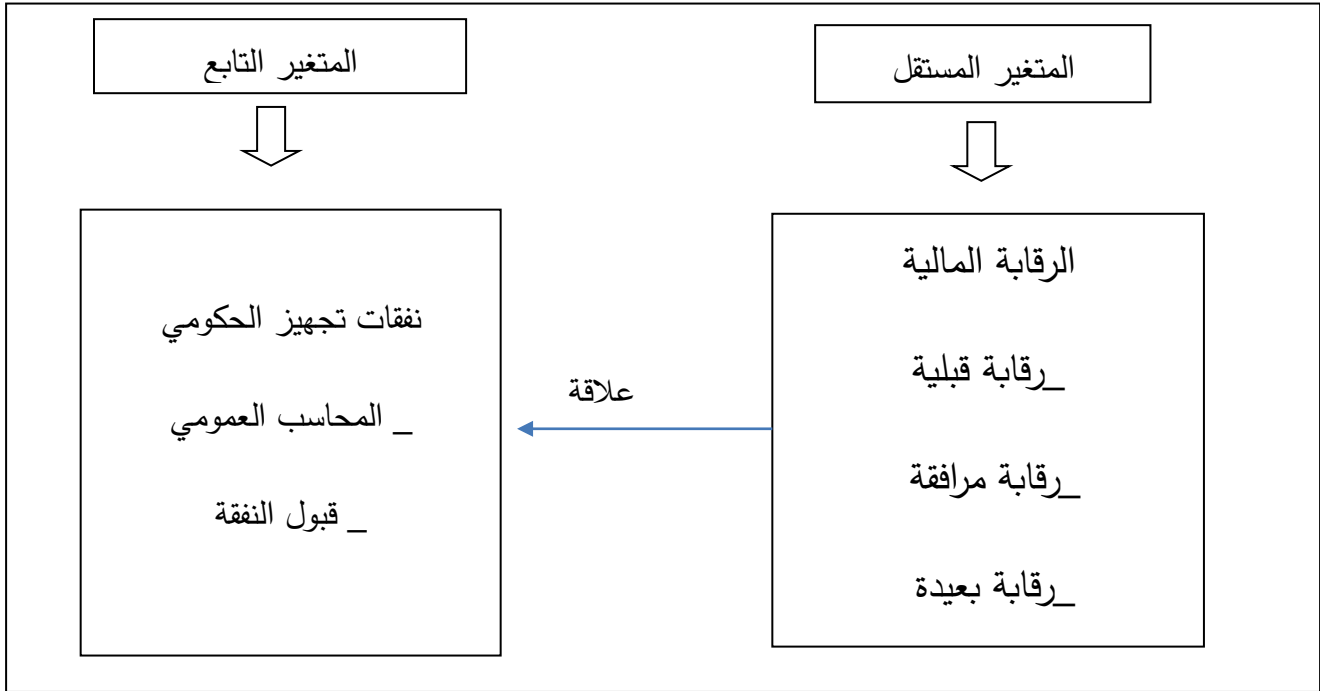 المتغير المستقل
المتغير التابع
الرقابة المالية
_رقابة قبلية
_رقابة مرافقة
_رقابة بعيدة
علاقة
نفقات تجهيز الحكومي
_ المحاسب العمومي
_ قبول النفقة